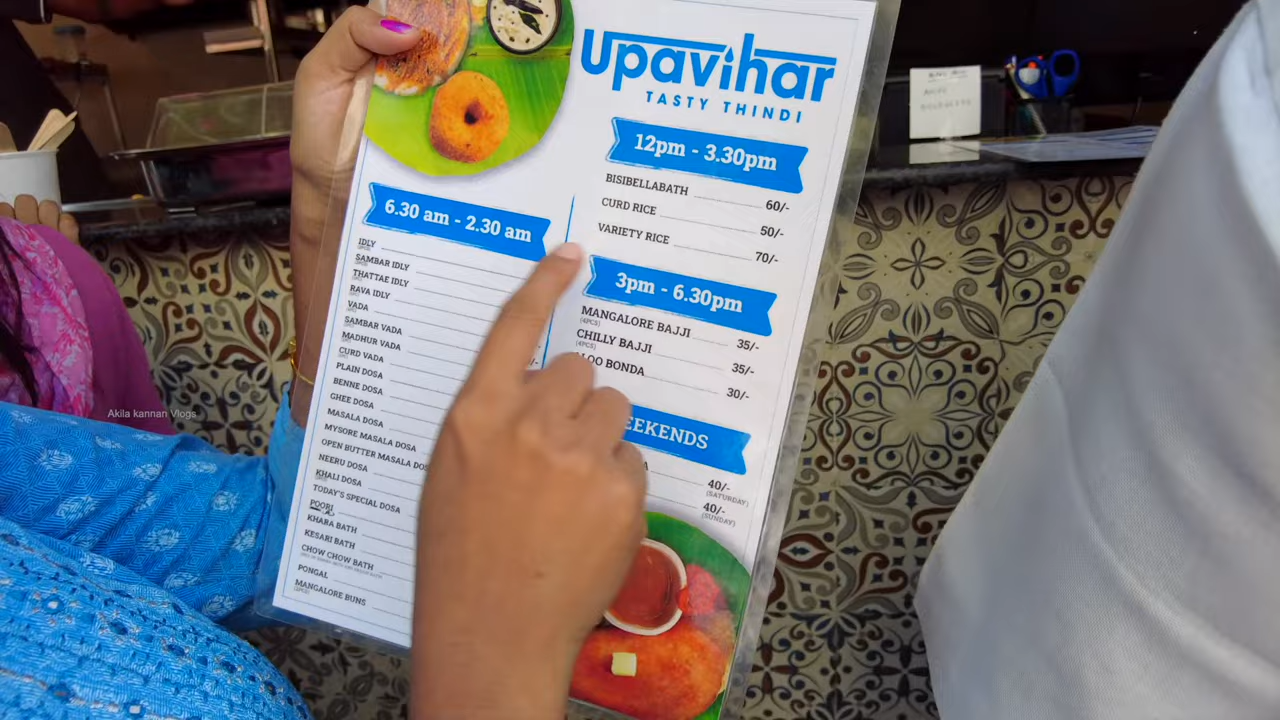 Upavihar
TASTY THINDI
6.30 am - 2.30 am
IDLY
SAMBAR IDLY
THATTAE IDLY
RAVA IDLY
VADA
SAMBAR VADA
MADHUR VADA
CURD VADA
PLAIN DOSA
BENNE DOSA
GHEE DOSA
MASALA DOSA
MYSORE MASALA DOSA
OPEN BUTTER MASALA DOS
NEERU DOSA
KHALI DOSA
TODAY'S SPECIAL DOSA
POORI
KHARA BATH
KESARI BATH
CHOW CHOW BATH
PONGAL
MANGALORE BUNS
12pm - 3.30pm
BISIBELLABATH 60/-
CURD RICE 50/-
VARIETY RICE 70/-
3pm - 6.30pm
MANGALORE BAJJI 35/-
(4PCS)
CHILLY BAJJI 35/-
(4PCS)
LOO BONDA 30/-
EEKENDS
40/-
(SATURDAY)
40/-
(SUNDAY)
Akila kannan Vlogs